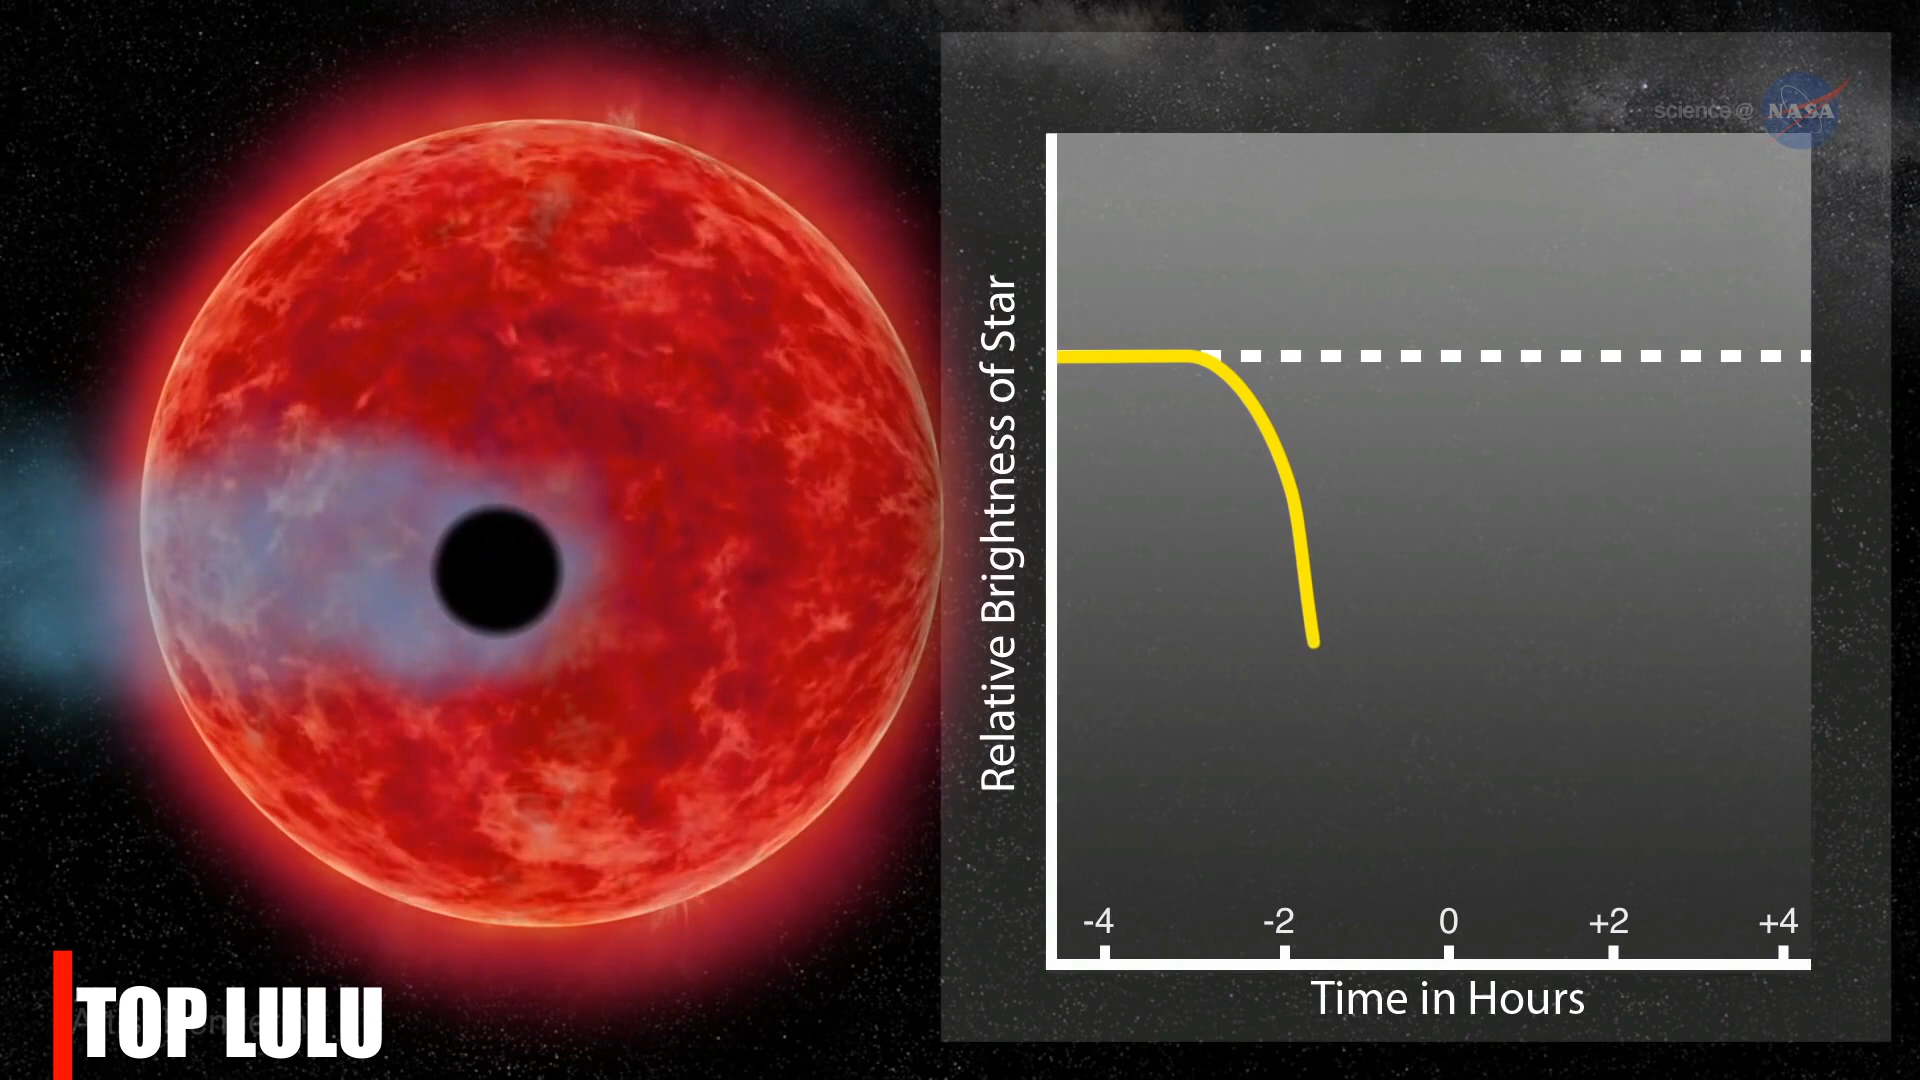 science @ NASA
Relative Brightness of Star
-4 -2 0 +2 +4
Time in Hours
TOP LULU